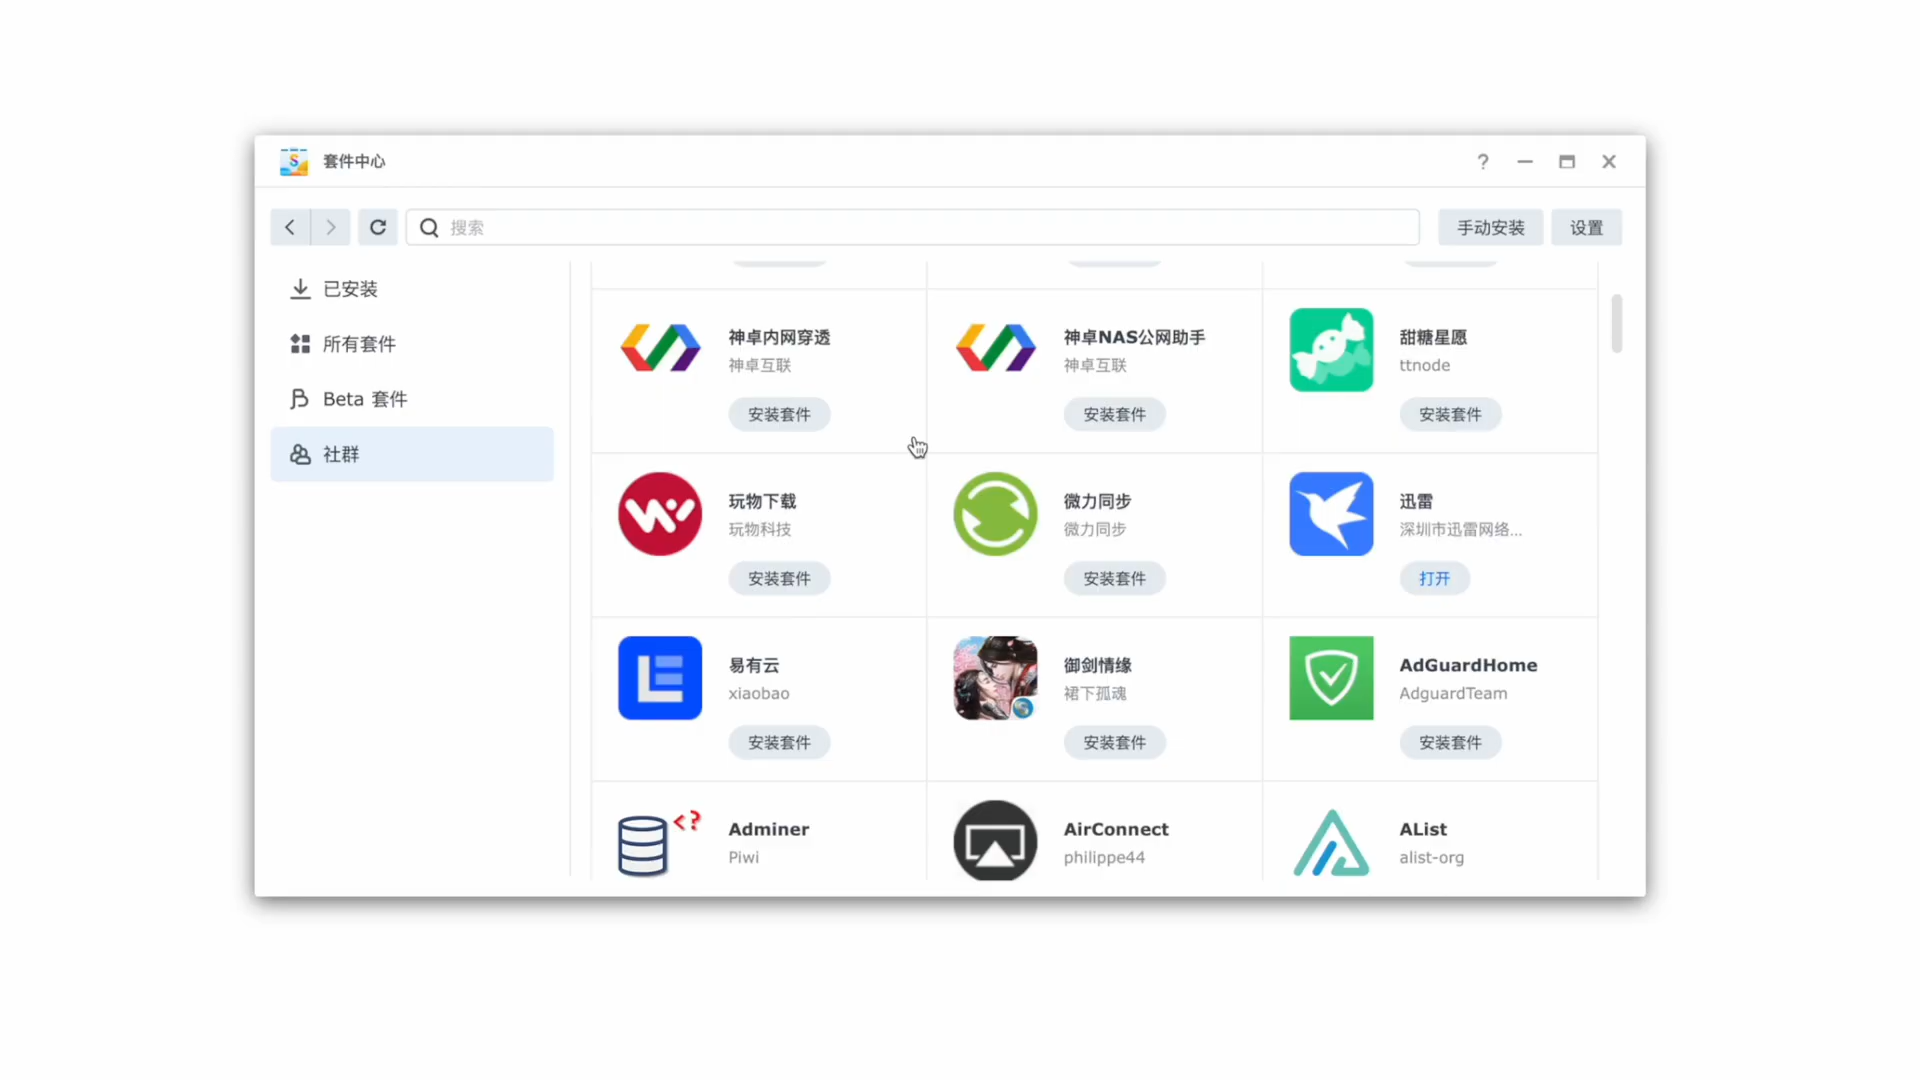 套件中心
搜索
手动安装
设置
已安装
所有套件
Beta 套件
社群
神卓内网穿透
神卓互联
安装套件
神卓NAS公网助手
神卓互联
安装套件
甜糖星愿
ttnode
安装套件
玩物下载
玩物科技
安装套件
微力同步
微力同步
安装套件
迅雷
深圳市迅雷网络...
打开
易有云
xiaobao
安装套件
御剑情缘
裙下孤魂
安装套件
AdGuardHome
AdguardTeam
安装套件
Adminer
Piwi
AirConnect
philippe44
AList
alist-org